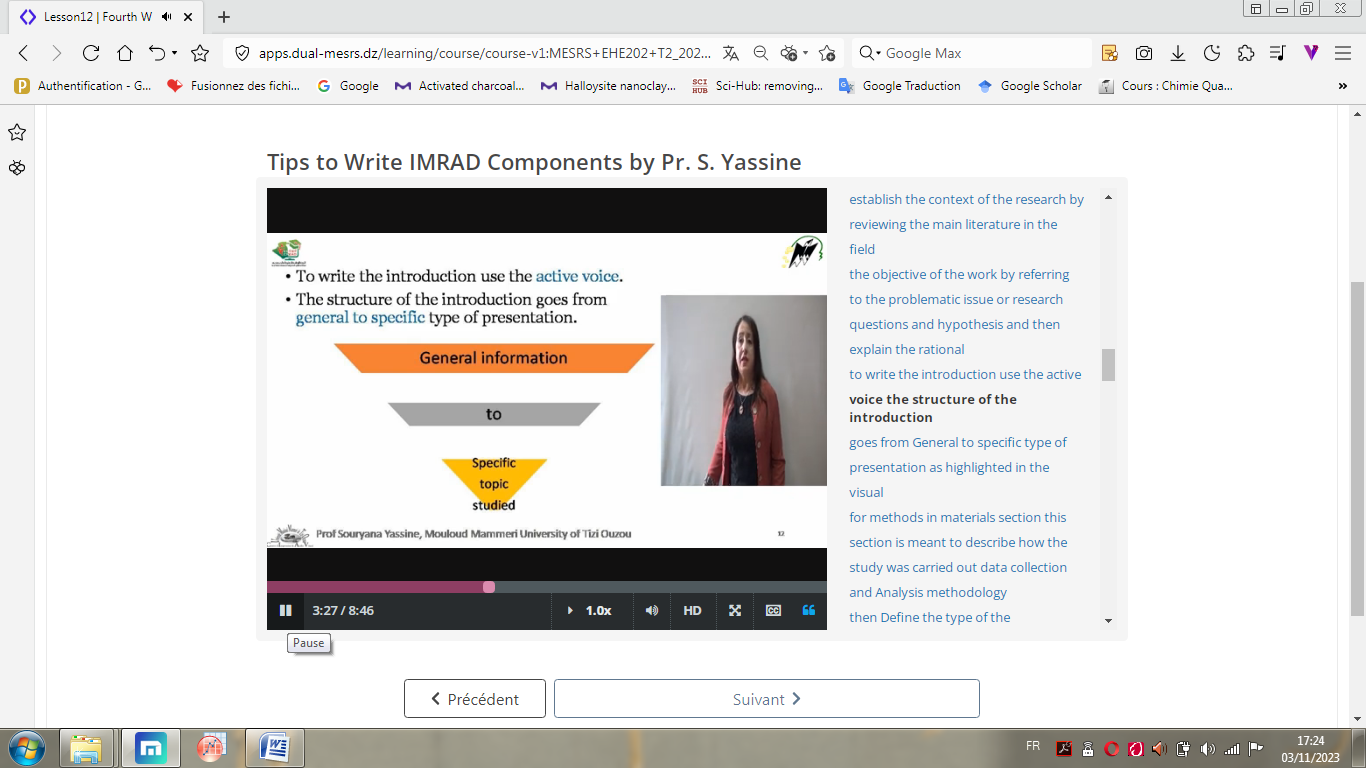 Lesson12 | Fourth W
apps.dual-mesrs.dz/learning/course/course-v1:MESRS+EHE202+T2_202...
Google Max
Authentification - G...
Fusionnez des fichi...
Google
Activated charcoal...
Halloysite nanoclay...
SCI HUB
Sci-Hub: removing...
Google Traduction
Google Scholar
Cours : Chimie Qua...
Tips to Write IMRAD Components by Pr. S. Yassine
• To write the introduction use the active voice.
• The structure of the introduction goes from
general to specific type of presentation.
General information
to
Specific
topic
studied
Prof Souryana Yassine, Mouloud Mammeri University of Tizi Ouzou
12
3:27 / 8:46
1.0x
HD
CC
Pause
establish the context of the research by
reviewing the main literature in the
field
the objective of the work by referring
to the problematic issue or research
questions and hypothesis and then
explain the rational
to write the introduction use the active
voice the structure of the
introduction
goes from General to specific type of
presentation as highlighted in the
visual
for methods in materials section this
section is meant to describe how the
study was carried out data collection
and Analysis methodology
then Define the type of the
Précédent
Suivant
FR
17:24
03/11/2023